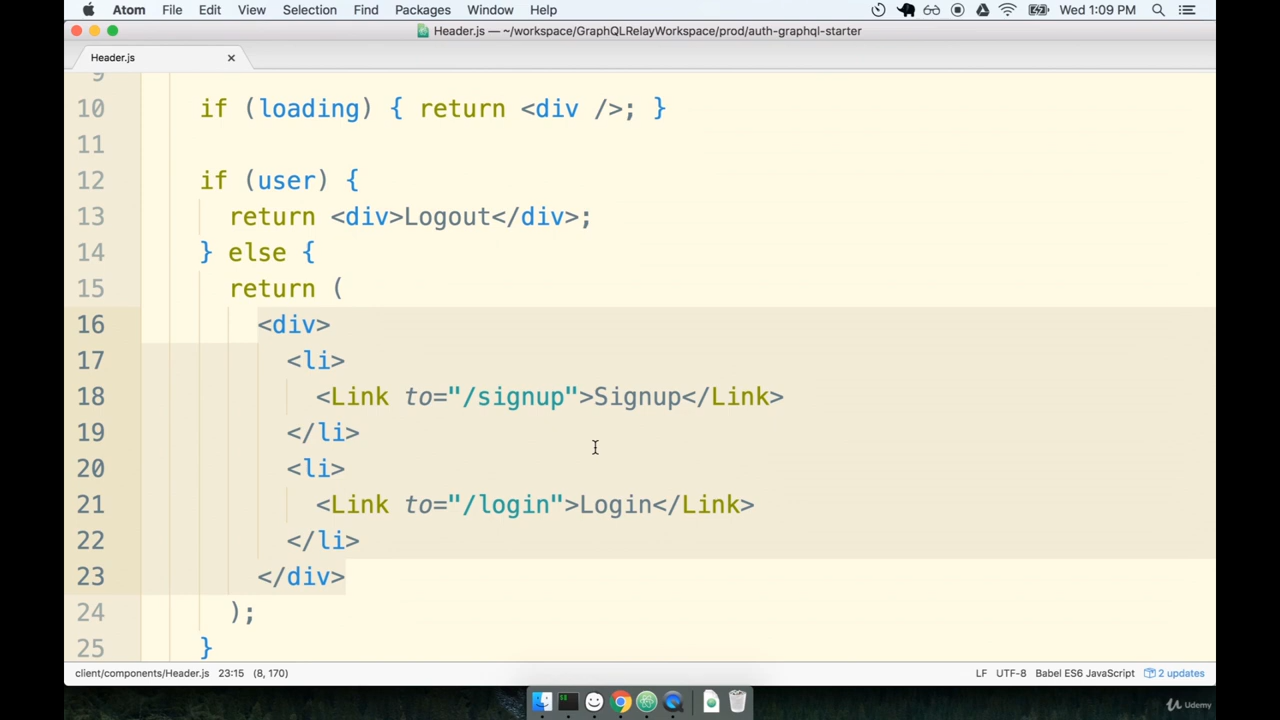 Atom File Edit View Selection Find Packages Window Help Wed 1:09 PM
Header.js — ~/workspace/GraphQLRelayWorkspace/prod/auth-graphql-starter
Header.js
9
10 if (loading) { return <div />; }
11
12 if (user) {
13 return <div>Logout</div>;
14 } else {
15 return (
16 <div>
17 <li>
18 <Link to="/signup">Signup</Link>
19 </li>
20 <li>
21 <Link to="/login">Login</Link>
22 </li>
23 </div>
24 );
25 }
client/components/Header.js 23:15 (8, 170) LF UTF-8 Babel ES6 JavaScript 2 updates
Udemy